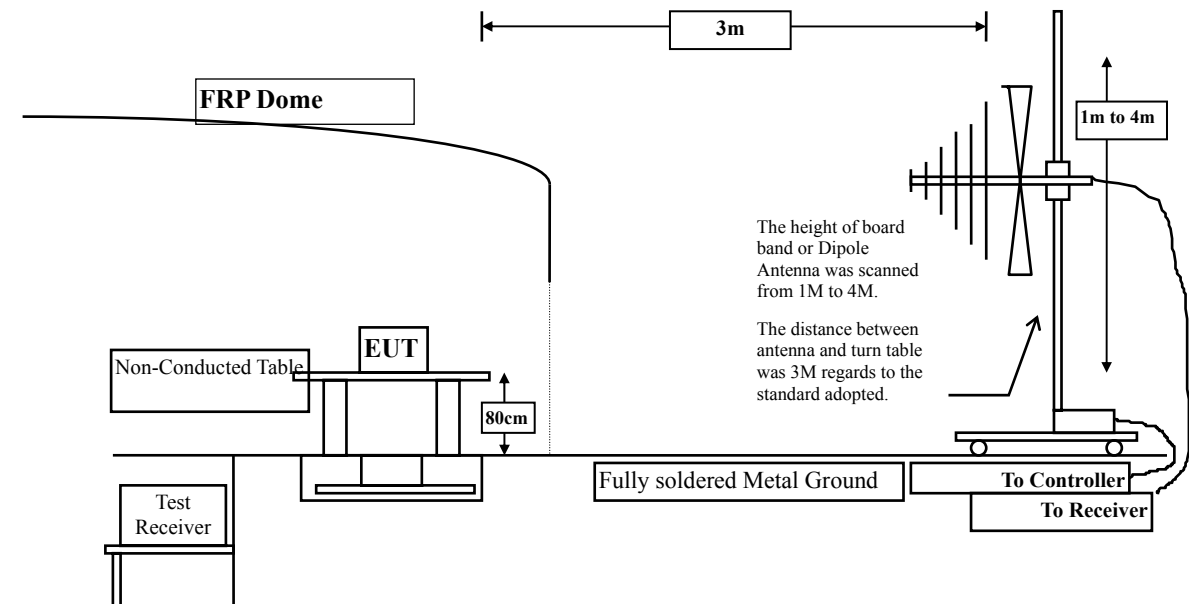 3m
FRP Dome
1m to 4m
The height of board
band or Dipole
Antenna was scanned
from 1M to 4M.
The distance between
antenna and turn table
was 3M regards to the
standard adopted.
EUT
Non-Conducted Table
80cm
Fully soldered Metal Ground
To Controller
To Receiver
Test
Receiver